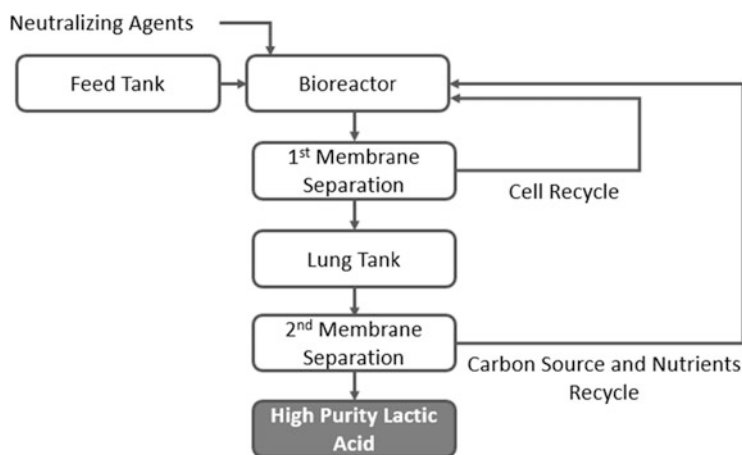 Neutralizing Agents
Feed Tank
Bioreactor
1st Membrane
Separation
Cell Recycle
Lung Tank
2nd Membrane
Separation
Carbon Source and Nutrients
Recycle
High Purity Lactic
Acid